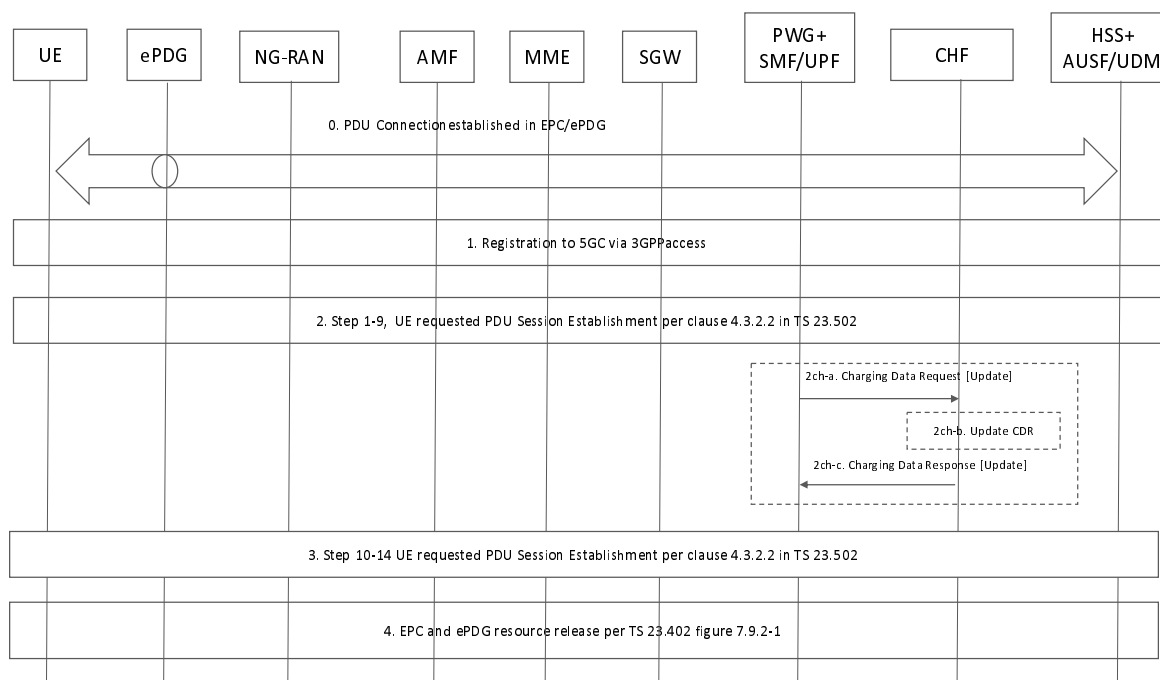 UE
ePDG
NG-RAN
AMF
MME
SGW
PWG+
SMF/UPF
CHF
HSS+
AUSF/UDM
0. PDU Connectionestablished in EPC/ePDG
1. Registration to 5GC via 3GPPaccess
2. Step 1-9, UE requested PDU Session Establishment per clause 4.3.2.2 in TS 23.502
2ch-a. Charging Data Request [Update]
2ch-b. Update CDR
2ch-c. Charging Data Response [Update]
3. Step 10-14 UE requested PDU Session Establishment per clause 4.3.2.2 in TS 23.502
4. EPC and ePDG resource release per TS 23.402 figure 7.9.2-1